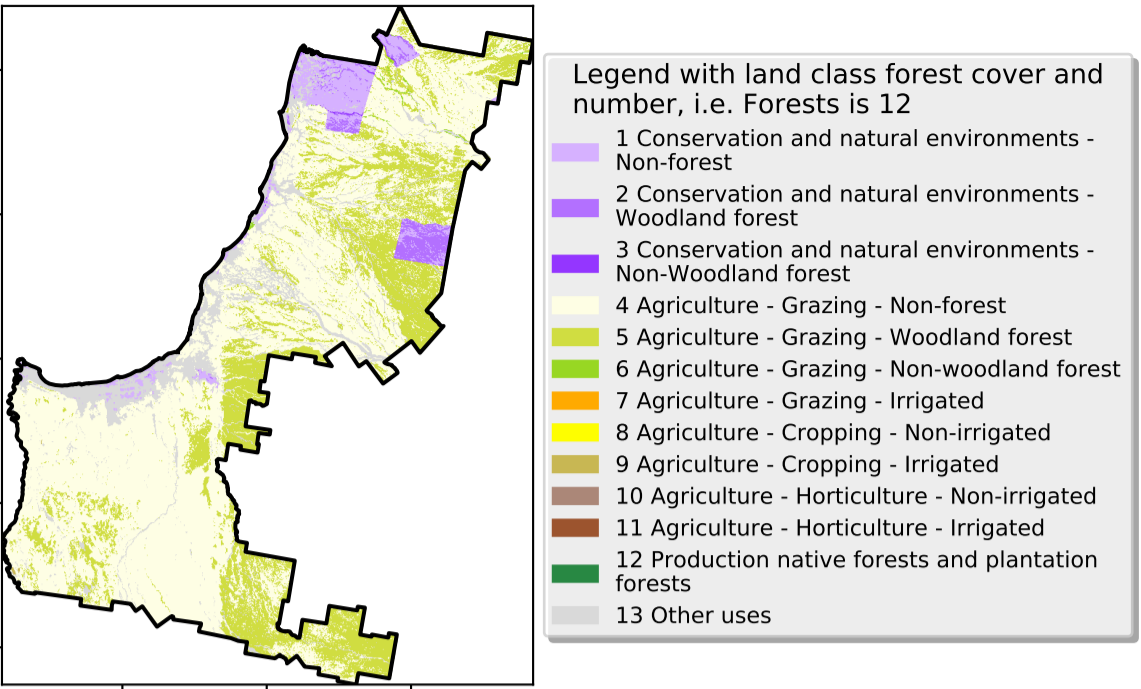 Legend with land class forest cover and
number, i.e. Forests is 12
1 Conservation and natural environments -
Non-forest
2 Conservation and natural environments -
Woodland forest
3 Conservation and natural environments -
Non-Woodland forest
4 Agriculture - Grazing - Non-forest
5 Agriculture - Grazing - Woodland forest
6 Agriculture - Grazing - Non-woodland forest
7 Agriculture - Grazing - Irrigated
8 Agriculture - Cropping - Non-irrigated
9 Agriculture - Cropping - Irrigated
10 Agriculture - Horticulture - Non-irrigated
11 Agriculture - Horticulture - Irrigated
12 Production native forests and plantation
forests
13 Other uses